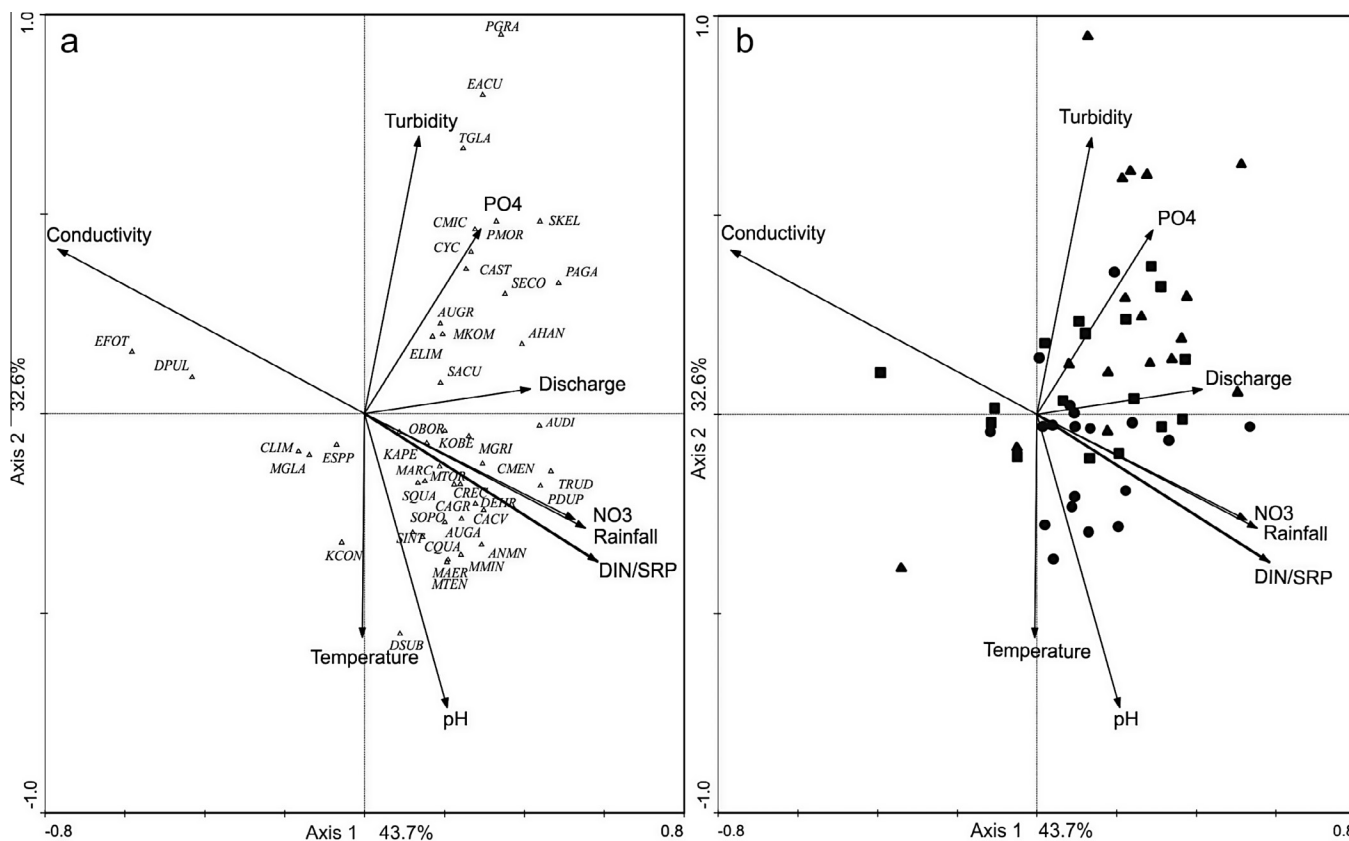 a
1.0
PGRA
EACU
Turbidity
TGLA
PO4
CMIC
SKEL
PMOR
Conductivity
CYC
CAST
PAGA
SECO
AUGR
MKOM
AHAN
EFOT
ELIM
DPUL
SACU
Discharge
Axis 2 32.6%
OBOR
AUDI
KOBE
CLIM
ESPP
KAPE
MGRI
MGLA
MARC
MTOR
CMEN
TRUD
SQUA
CREC
PDUP
CAGR
DEHR
SOPO
CACV
NO3
SINT
AUGA
Rainfall
KCON
CQUA
ANMN
MAER
MMIN
DIN/SRP
MTEN
DSUB
Temperature
pH
-1.0
-0.8
Axis 1 43.7%
0.8
b
1.0
Turbidity
PO4
Conductivity
Discharge
Axis 2 32.6%
NO3
Rainfall
DIN/SRP
Temperature
pH
-1.0
-0.8
Axis 1 43.7%
0.8